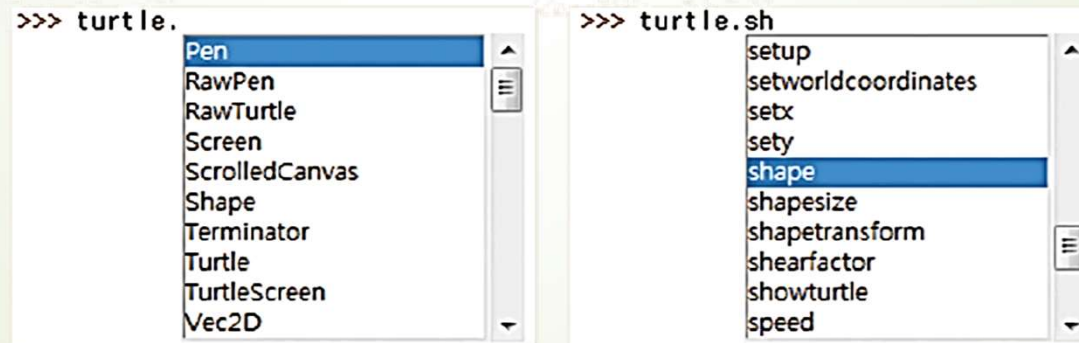 >>> turtle.
Pen
RawPen
RawTurtle
Screen
ScrolledCanvas
Shape
Terminator
Turtle
TurtleScreen
Vec2D
>>> turtle.sh
setup
setworldcoordinates
setx
sety
shape
shapesize
shapetransform
shearfactor
showturtle
speed